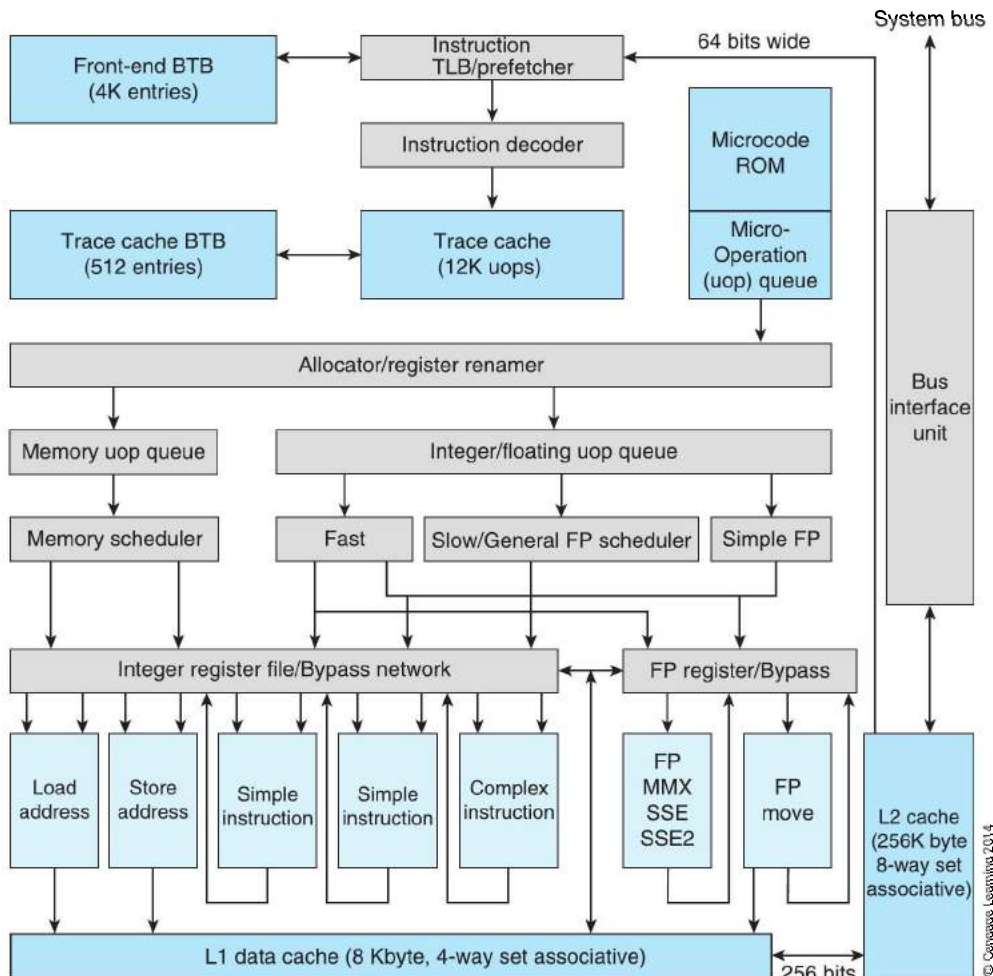 System bus
Front-end BTB
(4K entries)
Instruction
TLB/prefetcher
64 bits wide
Instruction decoder
Microcode
ROM
Trace cache BTB
(512 entries)
Trace cache
(12K uops)
Micro-
Operation
(uop) queue
Allocator/register renamer
Bus
interface
unit
Memory uop queue
Integer/floating uop queue
Memory scheduler
Fast
Slow/General FP scheduler
Simple FP
Integer register file/Bypass network
FP register/Bypass
Load
address
Store
address
Simple
instruction
Simple
instruction
Complex
instruction
FP
MMX
SSE
SSE2
FP
move
L2 cache
(256K byte
8-way set
associative)
L1 data cache (8 Kbyte, 4-way set associative)
256 bits
© Cengage Learning 2014